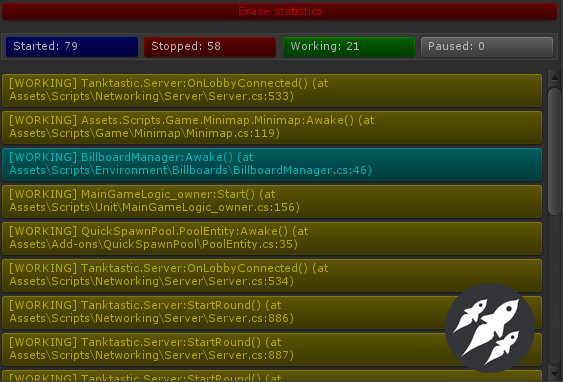 Erase statistics
Started: 79 Stopped: 58 Working: 21 Paused: 0
[WORKING] Tanktastic.Server:OnLobbyConnected() (at
Assets\Scripts\Networking\Server\Server.cs:533)
[WORKING] Assets.Scripts.Game.Minimap.Minimap:Awake() (at
Assets\Scripts\Game\Minimap\Minimap.cs:119)
[WORKING] BillboardManager:Awake() (at
Assets\Scripts\Environment\Billboards\BillboardManager.cs:46)
[WORKING] MainGameLogic_owner:Start() (at
Assets\Scripts\Unit\MainGameLogic_owner.cs:156)
[WORKING] QuickSpawnPool.PoolEntity:Awake() (at
Assets\Add-ons\QuickSpawnPool\PoolEntity.cs:35)
[WORKING] Tanktastic.Server:OnLobbyConnected() (at
Assets\Scripts\Networking\Server\Server.cs:534)
[WORKING] Tanktastic.Server:StartRound() (at
Assets\Scripts\Networking\Server\Server.cs:886)
[WORKING] Tanktastic.Server:StartRound() (at
Assets\Scripts\Networking\Server\Server.cs:887)
[WORKING] Tanktastic.Server:StartRound() (at